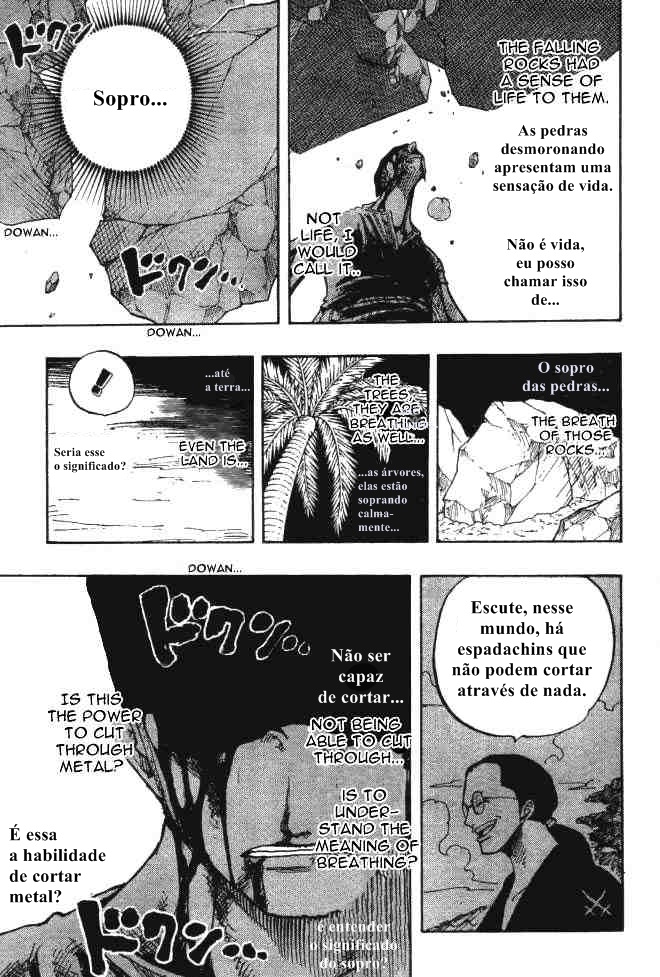 THE FALLING
ROCKS HAD
A SENSE OF
LIFE TO THEM.
As pedras
desmoronando
apresentam uma
sensação de vida.
NOT
LIFE, I
WOULD
CALL IT..
Não é vida,
eu posso
chamar isso
de...
ドクン
Sopro...
DOWAN...
ドクン...
DOWAN...
O sopro
das pedras...
THE BREATH
OF THOSE
ROCKS...
THE
TREES,
THEY ARE
BREATHING
AS WELL...
...as árvores,
elas estão
soprando
calma-
mente...
!
...até
a terra...
EVEN THE
LAND IS...
Seria esse
o significado?
Escute, nesse
mundo, há
espadachins que
não podem cortar
através de nada.
DOWAN...
ドクン...
Não ser
capaz
de cortar...
NOT BEING
ABLE TO CUT
THROUGH...
IS TO
UNDER-
STAND THE
MEANING OF
BREATHING?
é entender
o significado
do sopro?
IS THIS
THE POWER
TO CUT
THROUGH
METAL?
É essa
a habilidade
de cortar
metal?
ドクン...